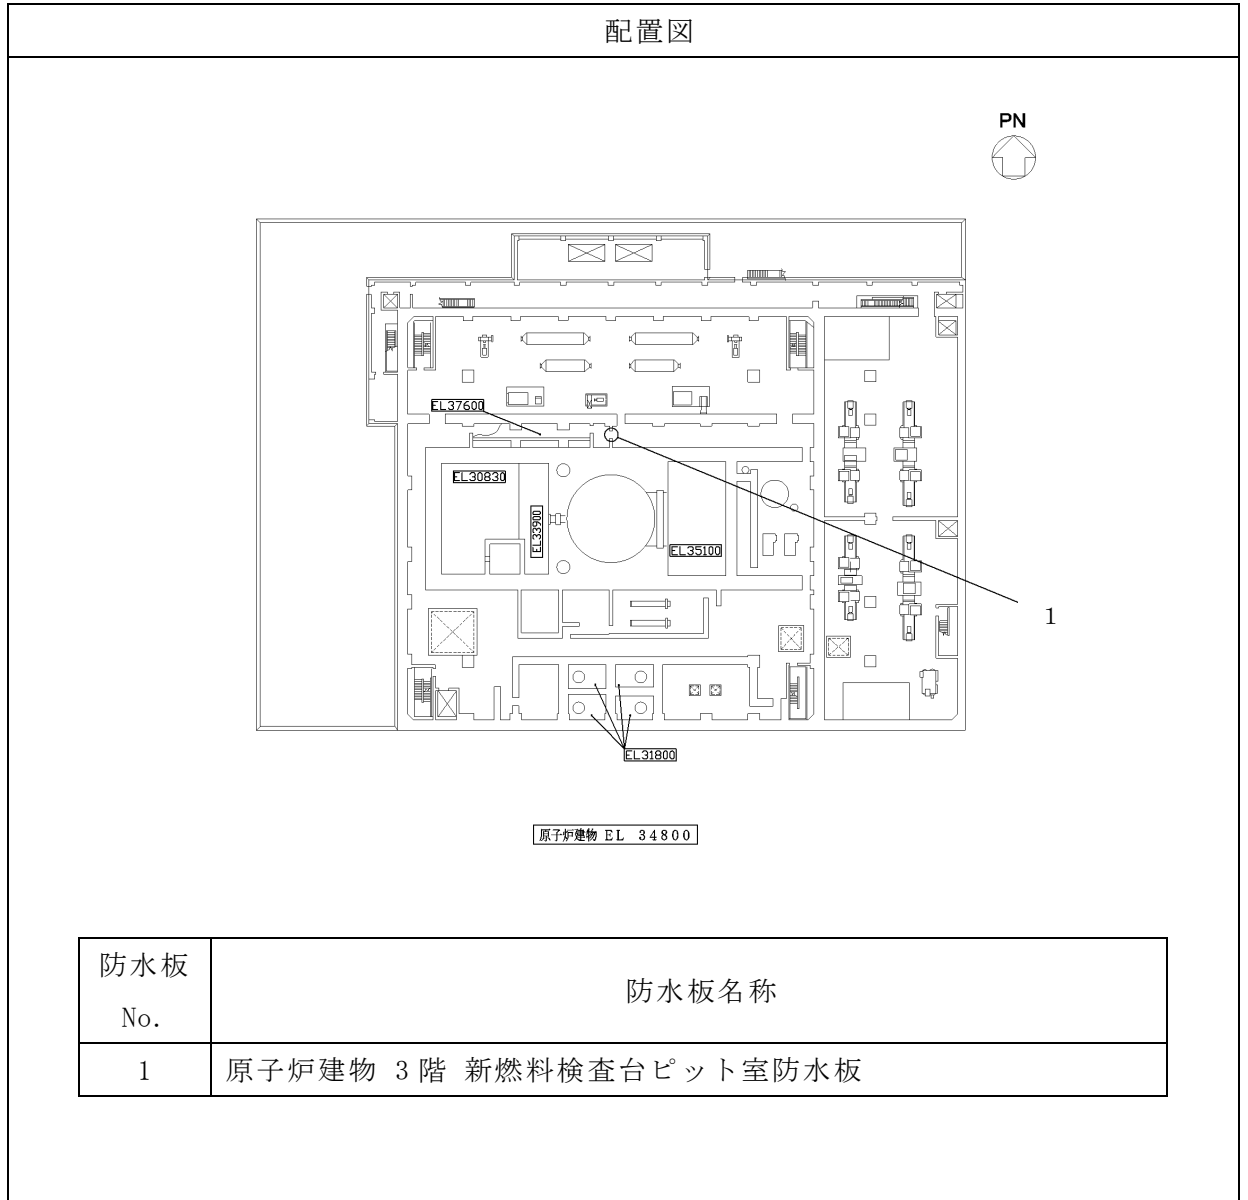 配置図
PN
EL37600
EL30830
EL33900
EL35100
1
EL31800
原子炉建物 EL 34800
防水板
No.
防水板名称
1
原子炉建物 3階 新燃料検査台ピット室防水板